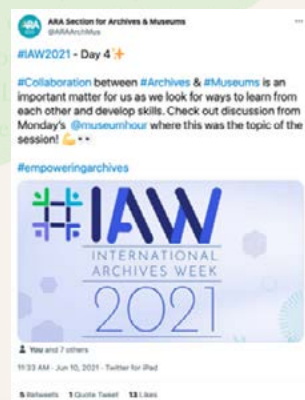 ARA Section for Archives & Museums
@ARAArchMus
#IAW2021 - Day 4✨
#Collaboration between #Archives & #Museums is an
important matter for us as we look for ways to learn from
each other and develop skills. Check out discussion from
Monday's @museumhour where this was the topic of the
session! 💪👀
#empoweringarchives
#IAW
INTERNATIONAL
ARCHIVES WEEK
2021
You and 7 others
11:33 AM · Jun 10, 2021 · Twitter for iPad
5 Retweets 1 Quote Tweet 13 Likes